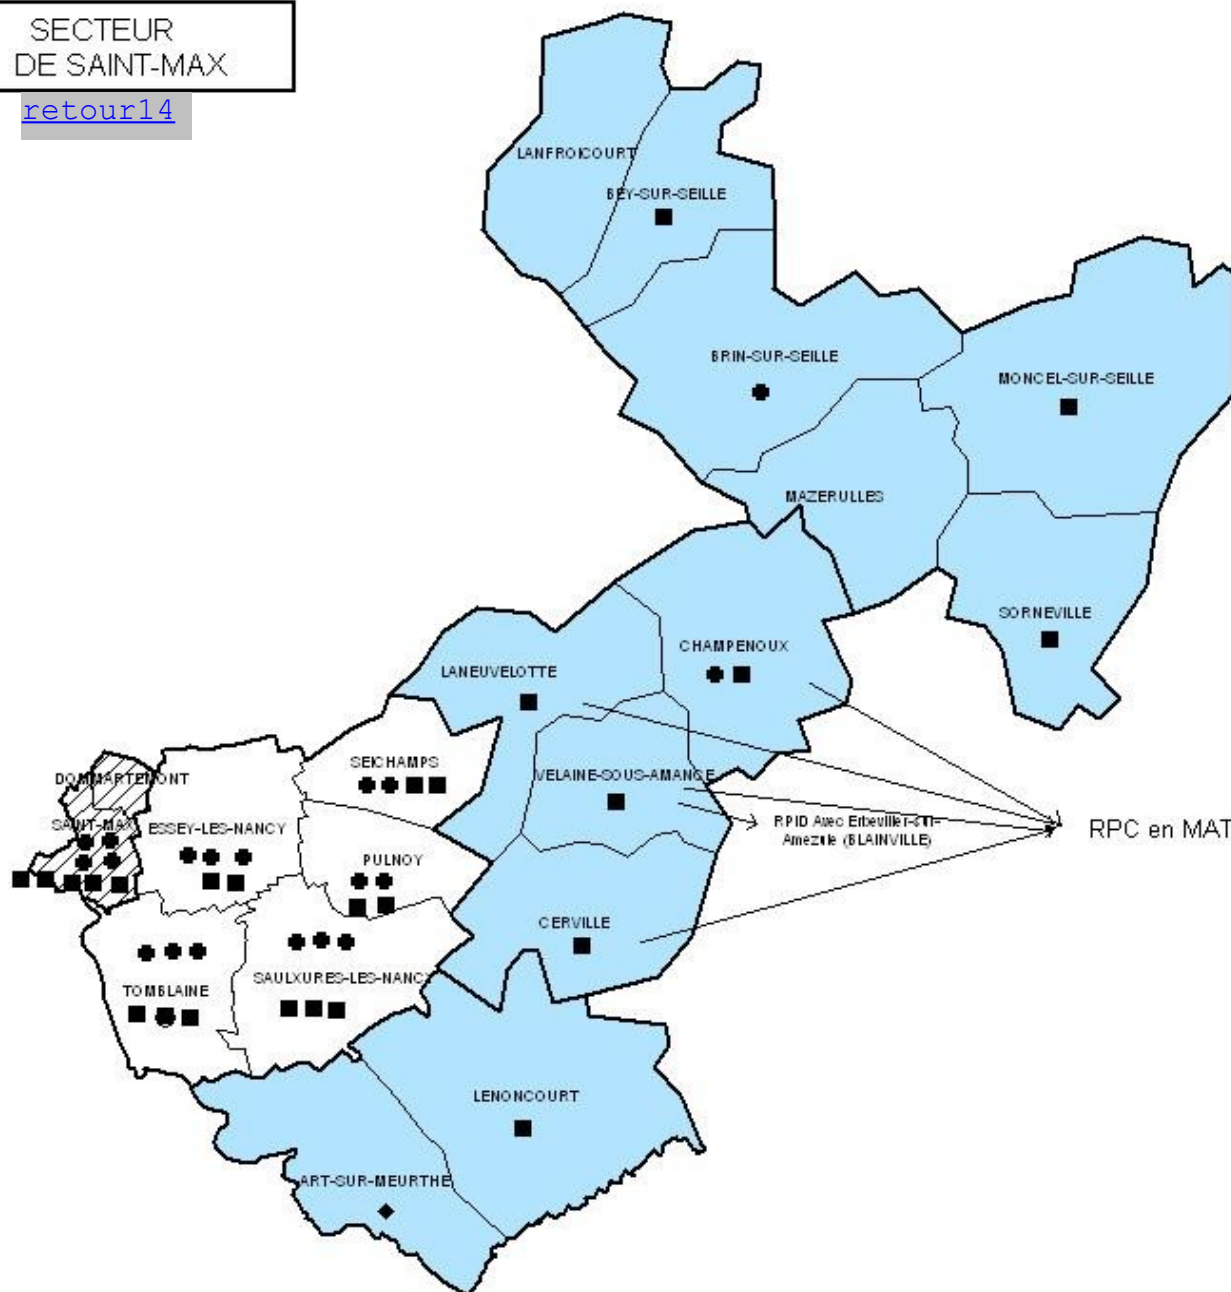 SECTEUR
DE SAINT-MAX
retour14
LANFROICOURT
BEY-SUR-SEILLE
BRIN-SUR-SEILLE
MONCEL-SUR-SEILLE
MAZERULLES
SORNEVILLE
CHAMPENOUX
LANEUVELOTTE
SEICHAMPS
DOMMARTEMONT
VELAINE-SOUS-AMANCE
SAINT-MAX
ESSEY-LES-NANCY
RPID Avec Erbeviller-sur-
Amezule (BLAINVILLE)
RPC en MAT
PULNOY
CERVILLE
SAULXURES-LES-NANCY
TOMBLAINE
LENONCOURT
ART-SUR-MEURTHE